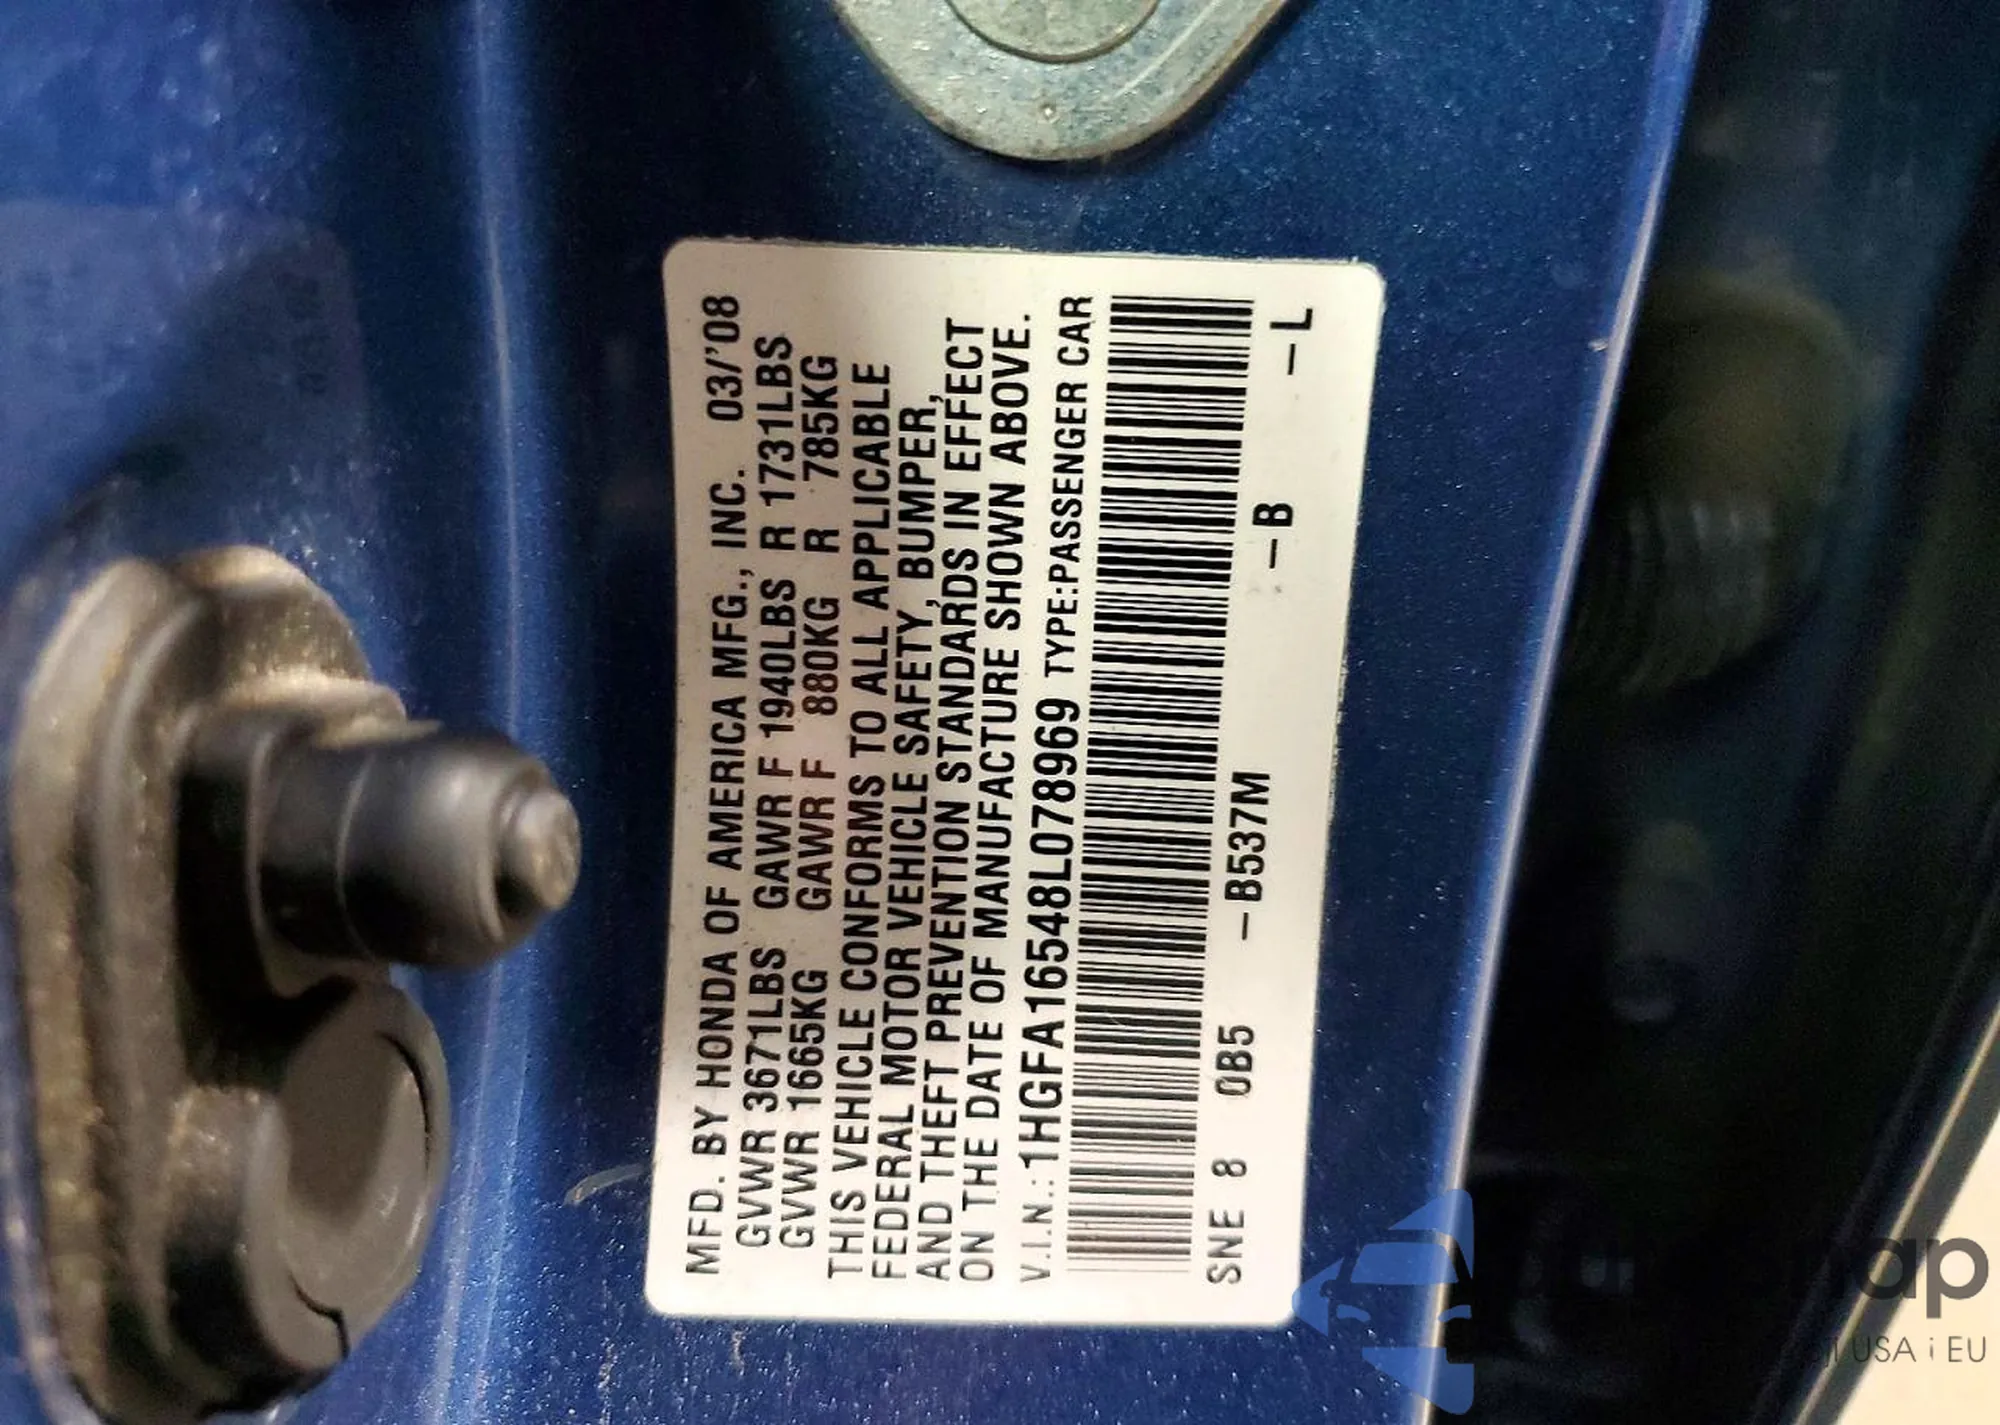 MFD. BY HONDA OF AMERICA MFG., INC. 03/'08
GVWR 3671LBS GAWR F 1940LBS R 1731LBS
GVWR 1665KG GAWR F 880KG R 785KG
THIS VEHICLE CONFORMS TO ALL APPLICABLE
FEDERAL MOTOR VEHICLE SAFETY, BUMPER,
AND THEFT PREVENTION STANDARDS IN EFFECT
ON THE DATE OF MANUFACTURE SHOWN ABOVE.
V.I.N.: 1HGFA16548L078969 TYPE:PASSENGER CAR
SNE 8 0B5 -B537M -B -L
USA i EU